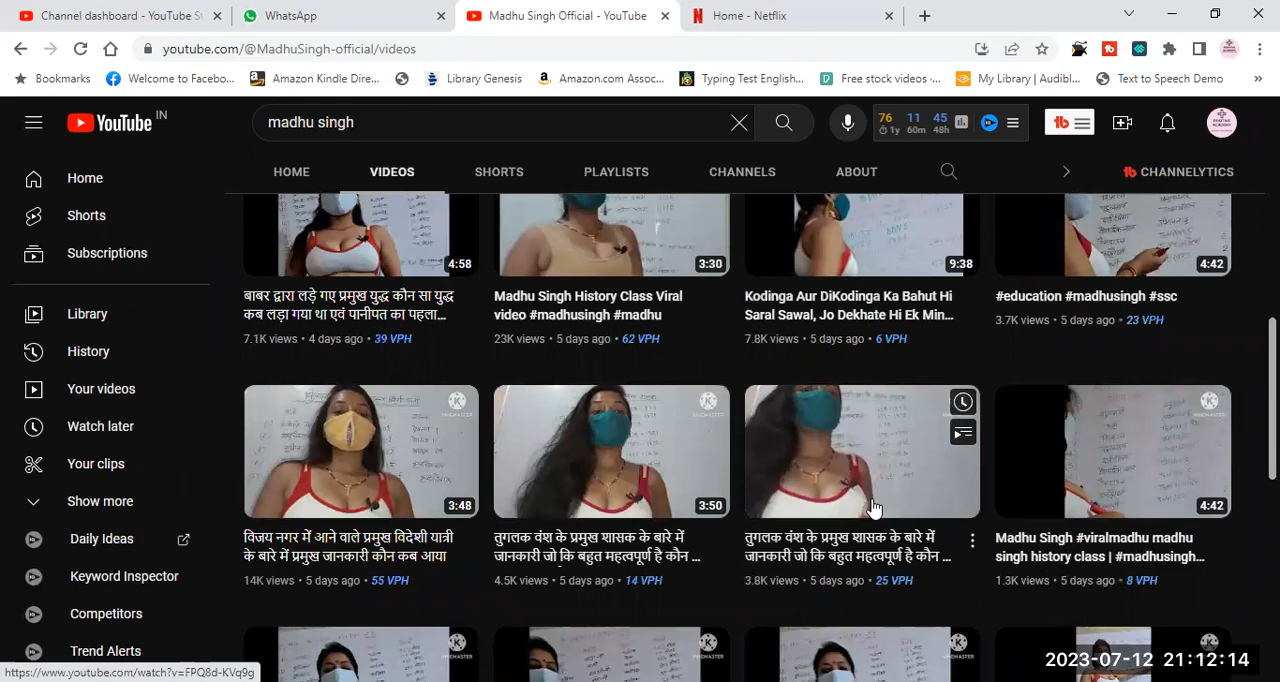 Channel dashboard - YouTube St
WhatsApp
Madhu Singh Official - YouTube
Home - Netflix
youtube.com/@MadhuSingh-official/videos
Bookmarks
Welcome to Facebo...
Amazon Kindle Dire...
Library Genesis
Amazon.com Assoc...
Typing Test English...
Free stock videos -...
My Library | Audibl...
Text to Speech Demo
YouTube IN
madhu singh
76 11 45
1y 60m 48h
HOME
VIDEOS
SHORTS
PLAYLISTS
CHANNELS
ABOUT
CHANNELYTICS
Home
Shorts
Subscriptions
Library
History
Your videos
Watch later
Your clips
Show more
Daily Ideas
Keyword Inspector
Competitors
Trend Alerts
4:58
बाबर द्वारा लड़े गए प्रमुख युद्ध कौन सा युद्ध
कब लड़ा गया था एवं पानीपत का पहला...
7.1K views • 4 days ago • 39 VPH
3:30
Madhu Singh History Class Viral
video #madhusingh #madhu
23K views • 5 days ago • 62 VPH
9:38
Kodinga Aur DiKodinga Ka Bahut Hi
Saral Sawal, Jo Dekhate Hi Ek Min...
7.8K views • 5 days ago • 6 VPH
4:42
#education #madhusingh #ssc
3.7K views • 5 days ago • 23 VPH
3:48
विजय नगर में आने वाले प्रमुख विदेशी यात्री
के बारे में प्रमुख जानकारी कौन कब आया
14K views • 5 days ago • 55 VPH
3:50
तुगलक वंश के प्रमुख शासक के बारे में
जानकारी जो कि बहुत महत्वपूर्ण है कौन ...
4.5K views • 5 days ago • 14 VPH
तुगलक वंश के प्रमुख शासक के बारे में
जानकारी जो कि बहुत महत्वपूर्ण है कौन ...
3.8K views • 5 days ago • 25 VPH
4:42
Madhu Singh #viralmadhu madhu
singh history class | #madhusingh...
1.3K views • 5 days ago • 8 VPH
KINEMASTER
KINEMASTER
KINEMASTER
KINEMASTER
https://www.youtube.com/watch?v=FPQ8d-KVq9g
2023-07-12 21:12:14